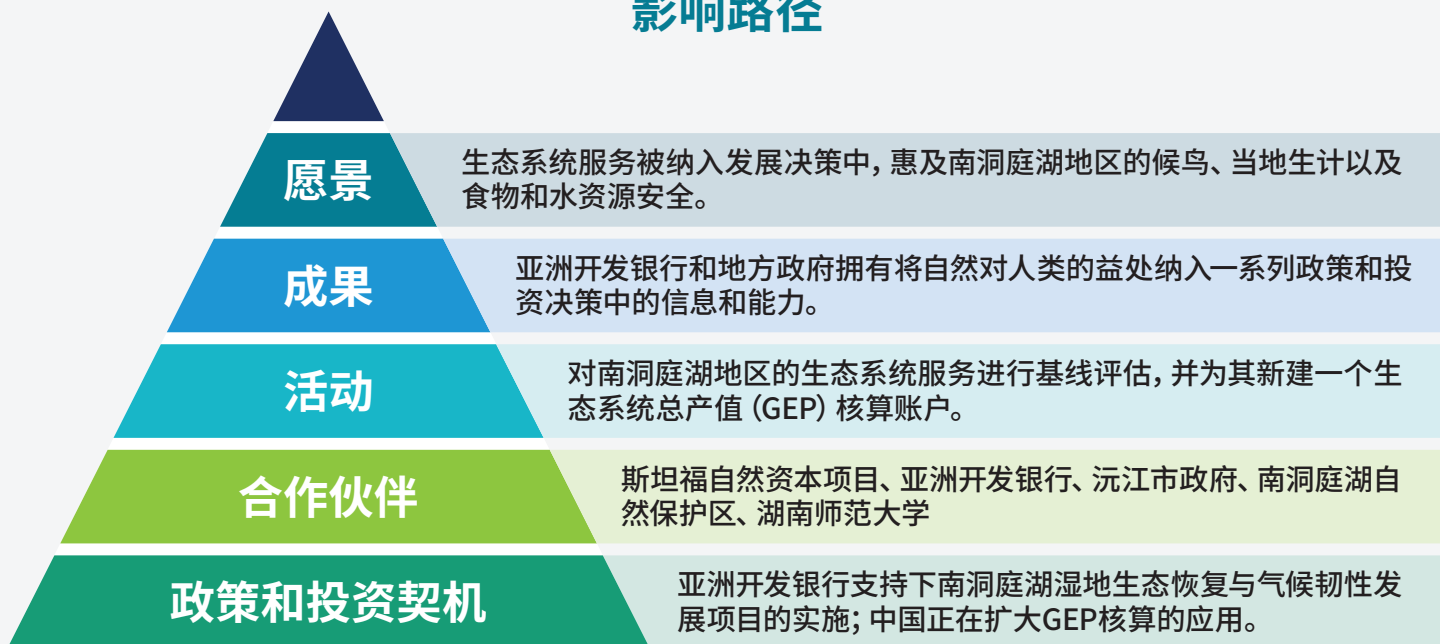 影响路径
愿景
生态系统服务被纳入发展决策中，惠及南洞庭湖地区的候鸟、当地生计以及
食物和水资源安全。
成果
亚洲开发银行和地方政府拥有将自然对人类的益处纳入一系列政策和投
资决策中的信息和能力。
活动
对南洞庭湖地区的生态系统服务进行基线评估，并为其新建一个生
态系统总产值（GEP）核算账户。
合作伙伴
斯坦福自然资本项目、亚洲开发银行、沅江市政府、南洞庭湖自
然保护区、湖南师范大学
政策和投资契机
亚洲开发银行支持下南洞庭湖湿地生态恢复与气候韧性发
展项目的实施；中国正在扩大GEP核算的应用。